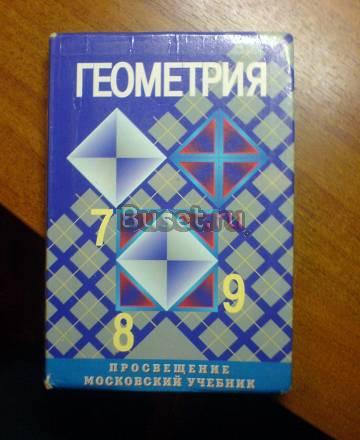 ГЕОМЕТРИЯ
7
Buset.ru
9
8
ПРОСВЕЩЕНИЕ
МОСКОВСКИЙ УЧЕБНИК